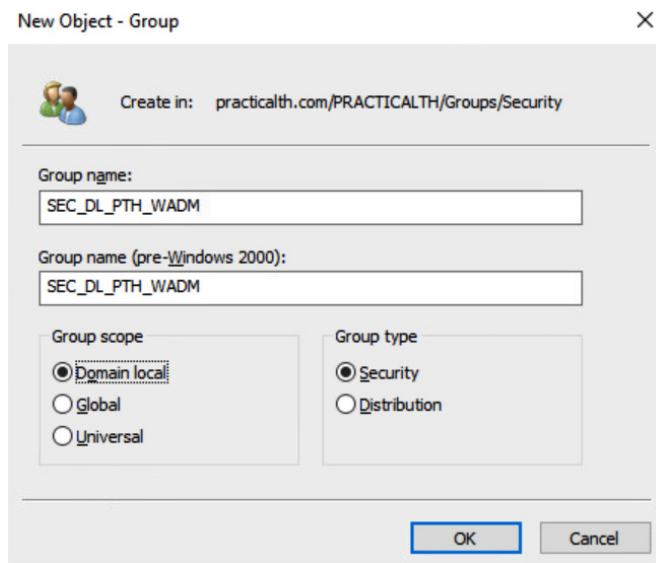 New Object - Group
Create in: practicalth.com/PRACTICALTH/Groups/Security
Group name:
SEC_DL_PTH_WADM
Group name (pre-Windows 2000):
SEC_DL_PTH_WADM
Group scope
Domain local
Global
Universal
Group type
Security
Distribution
OK Cancel